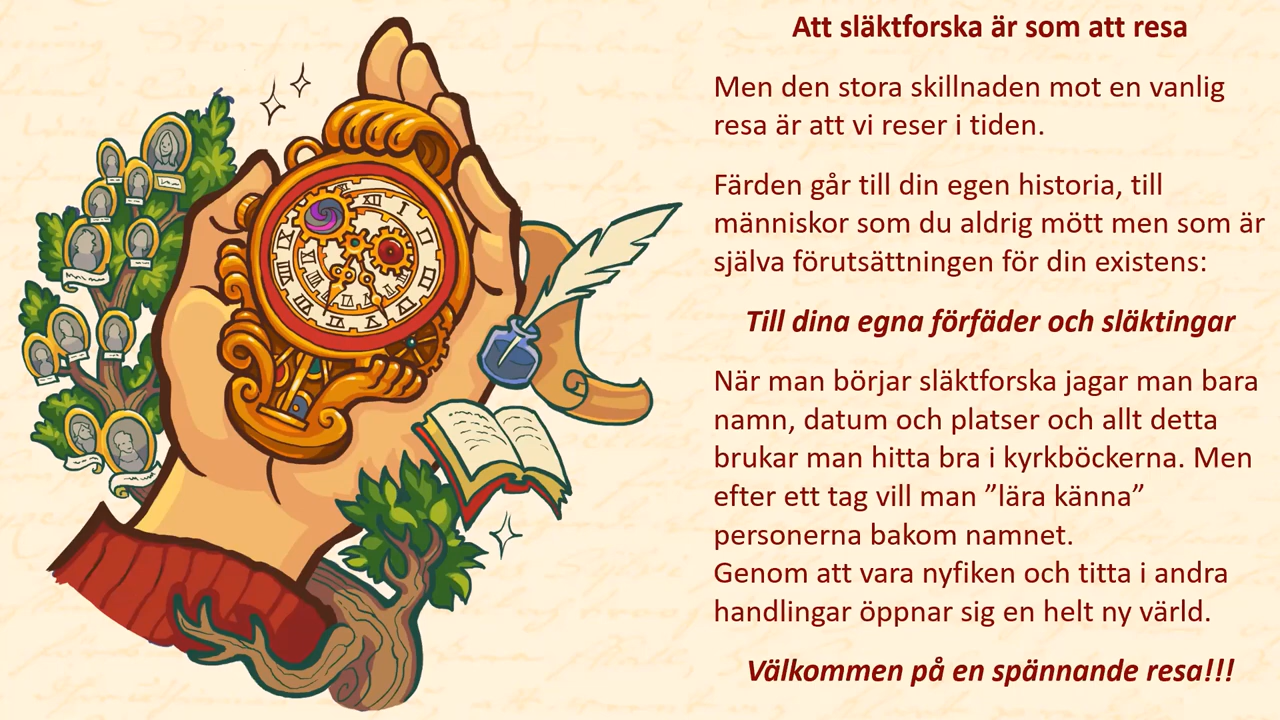 Att släktforska är som att resa
Men den stora skillnaden mot en vanlig
resa är att vi reser i tiden.
Färden går till din egen historia, till
människor som du aldrig mött men som är
själva förutsättningen för din existens:
Till dina egna förfäder och släktingar
När man börjar släktforska jagar man bara
namn, datum och platser och allt detta
brukar man hitta bra i kyrkböckerna. Men
efter ett tag vill man ”lära känna”
personerna bakom namnet.
Genom att vara nyfiken och titta i andra
handlingar öppnar sig en helt ny värld.
Välkommen på en spännande resa!!!